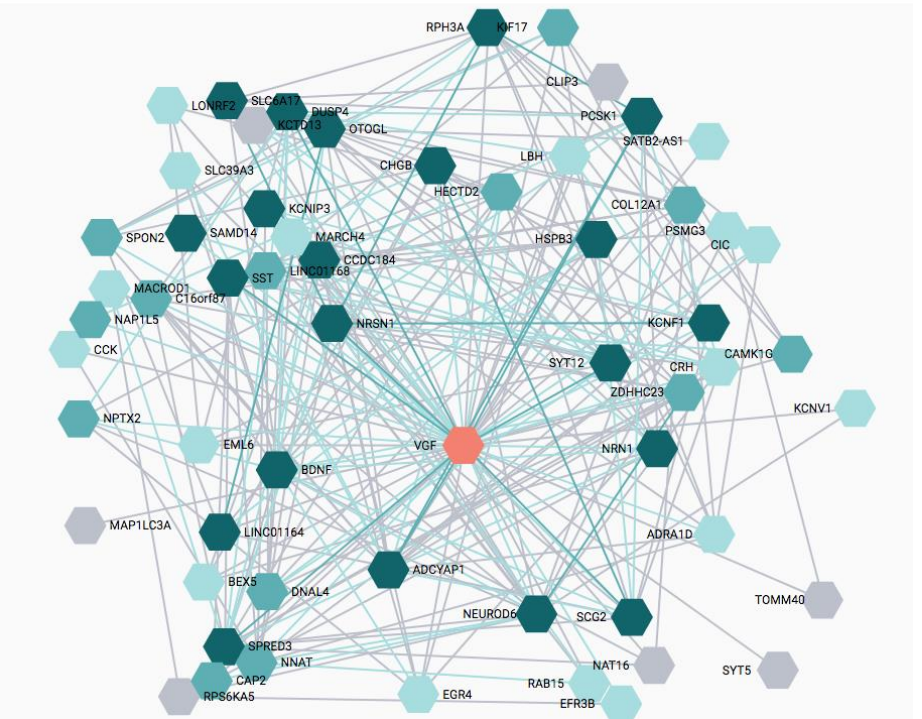 RPH3A
KIF17
CLIP3
LONRF2
SLC6A17
DUSP4
KCTD13
OTOGL
PCSK1
SATB2-AS1
LBH
CHGB
SLC39A3
HECTD2
COL12A1
KCNIP3
PSMG3
CIC
SPON2
SAMD14
MARCH4
HSPB3
CCDC184
SST
LINC01168
MACROD1
C16orf87
NAP1L5
NRSN1
KCNF1
CCK
SYT12
CRH
CAMK1G
ZDHHC23
KCNV1
NPTX2
EML6
VGF
NRN1
BDNF
MAP1LC3A
LINC01164
ADRA1D
ADCYAP1
BEX5
DNAL4
TOMM40
NEUROD6
SCG2
SPRED3
NNAT
NAT16
SYT5
CAP2
RAB15
RPS6KA5
EGR4
EFR3B